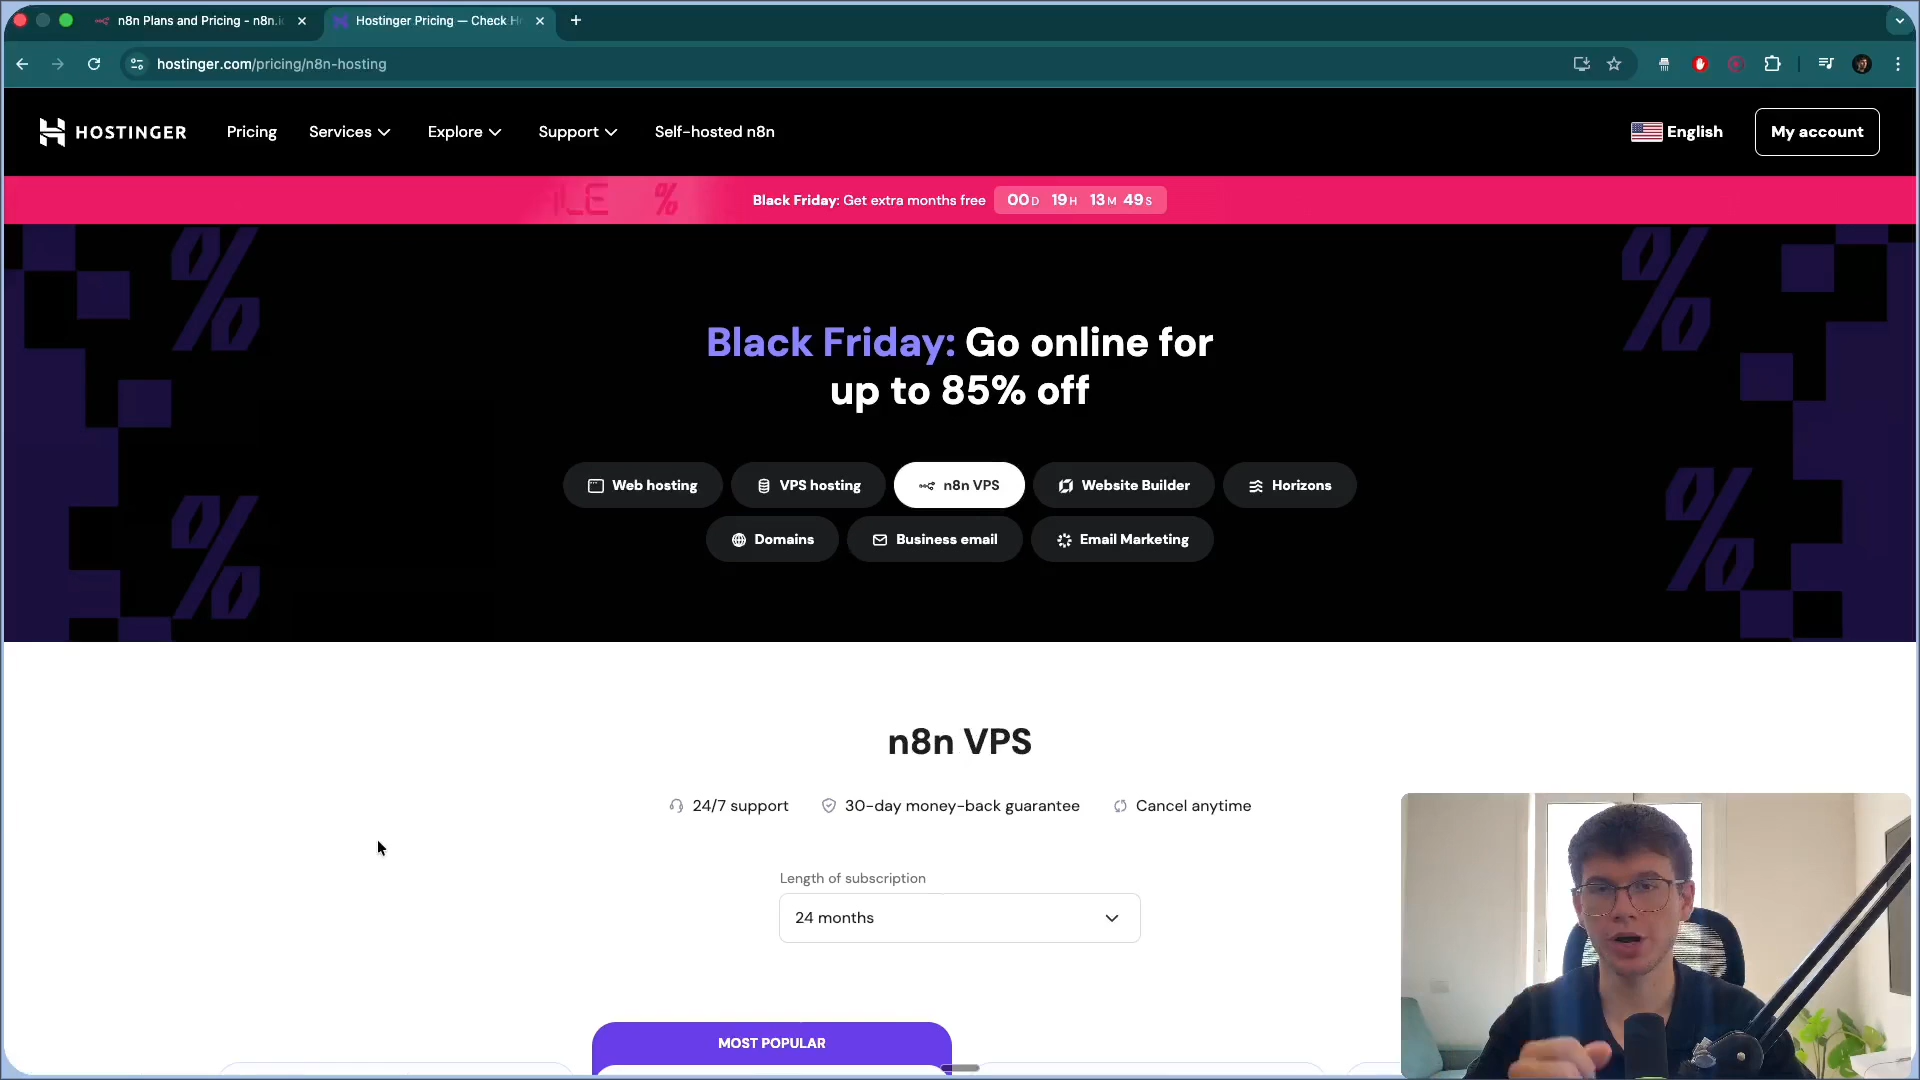 n8n Plans and Pricing - n8n.i
Hostinger Pricing — Check H
hostinger.com/pricing/n8n-hosting
HOSTINGER
Pricing
Services
Explore
Support
Self-hosted n8n
English
My account
LE %
Black Friday: Get extra months free 00D 19H 13M 49S
Black Friday: Go online for
up to 85% off
Web hosting
VPS hosting
n8n VPS
Website Builder
Horizons
Domains
Business email
Email Marketing
n8n VPS
24/7 support
30-day money-back guarantee
Cancel anytime
Length of subscription
24 months
MOST POPULAR